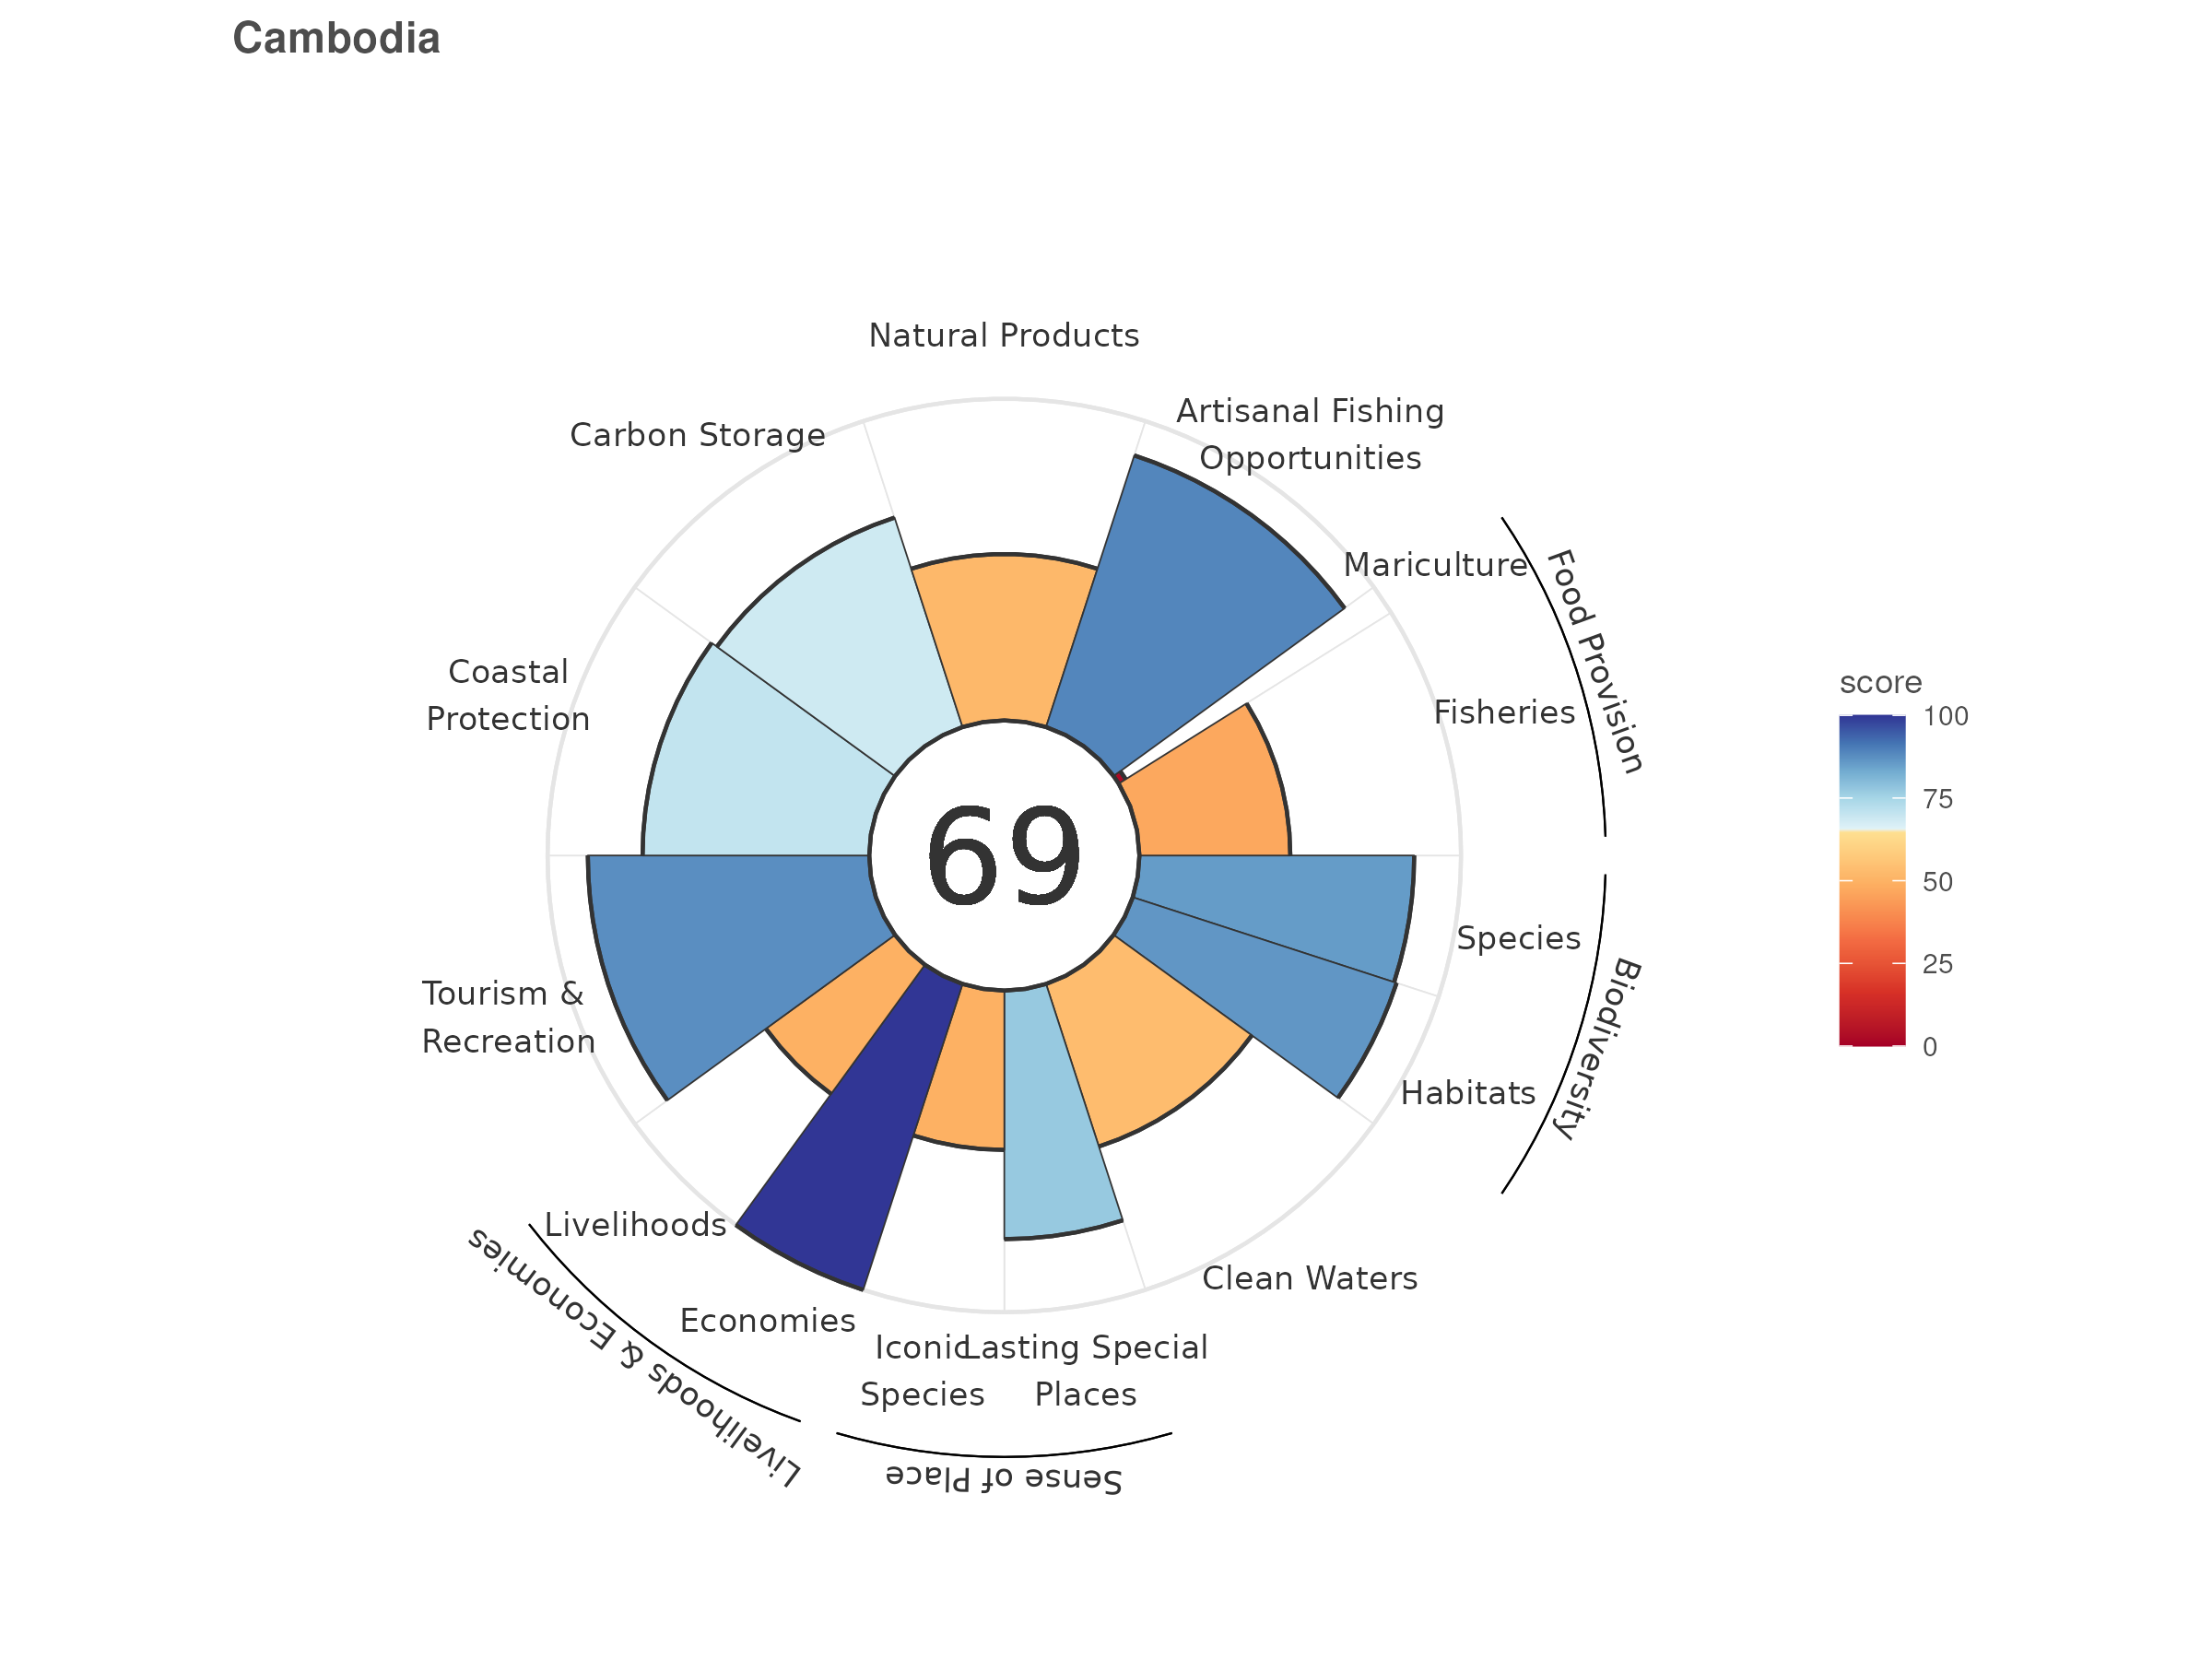 Cambodia
Natural Products
Artisanal Fishing
Opportunities
Carbon Storage
Mariculture
Food Provision
Fisheries
Coastal
Protection
69
Species
Biodiversity
Habitats
Tourism &
Recreation
Livelihoods
Livelihoods & Economies
Economies
Clean Waters
Iconic
Species
Lasting Special
Places
Sense of Place
score
100
75
50
25
0